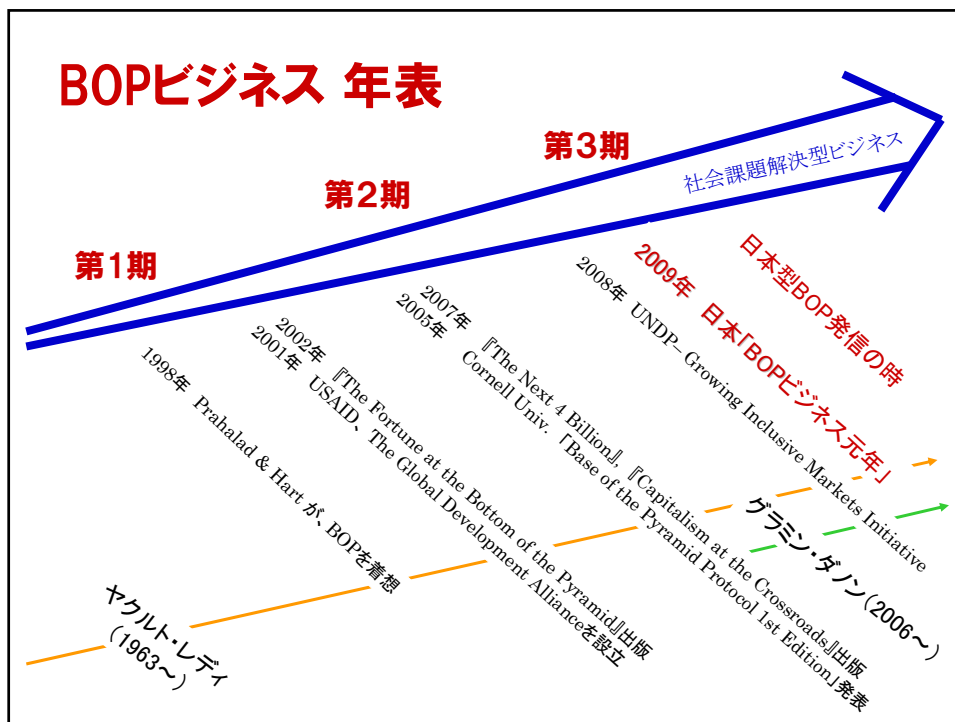 BOPビジネス 年表
第1期
第2期
第3期
社会課題解決型ビジネス
1998年 Prahalad & Hart が、BOPを着想
2002年 『The Fortune at the Bottom of the Pyramid』出版
2001年 USAID、The Global Development Allianceを設立
2007年 『The Next 4 Billion』, 『Capitalism at the Crossroads』出版
2005年 Cornell Univ.「Base of the Pyramid Protocol 1st Edition」発表
2008年 UNDP–Growing Inclusive Markets Initiative
2009年 日本「BOPビジネス元年」
日本型BOP発信の時
ヤクルト・レディ
(1963～)
グラミン・ダノン(2006～)